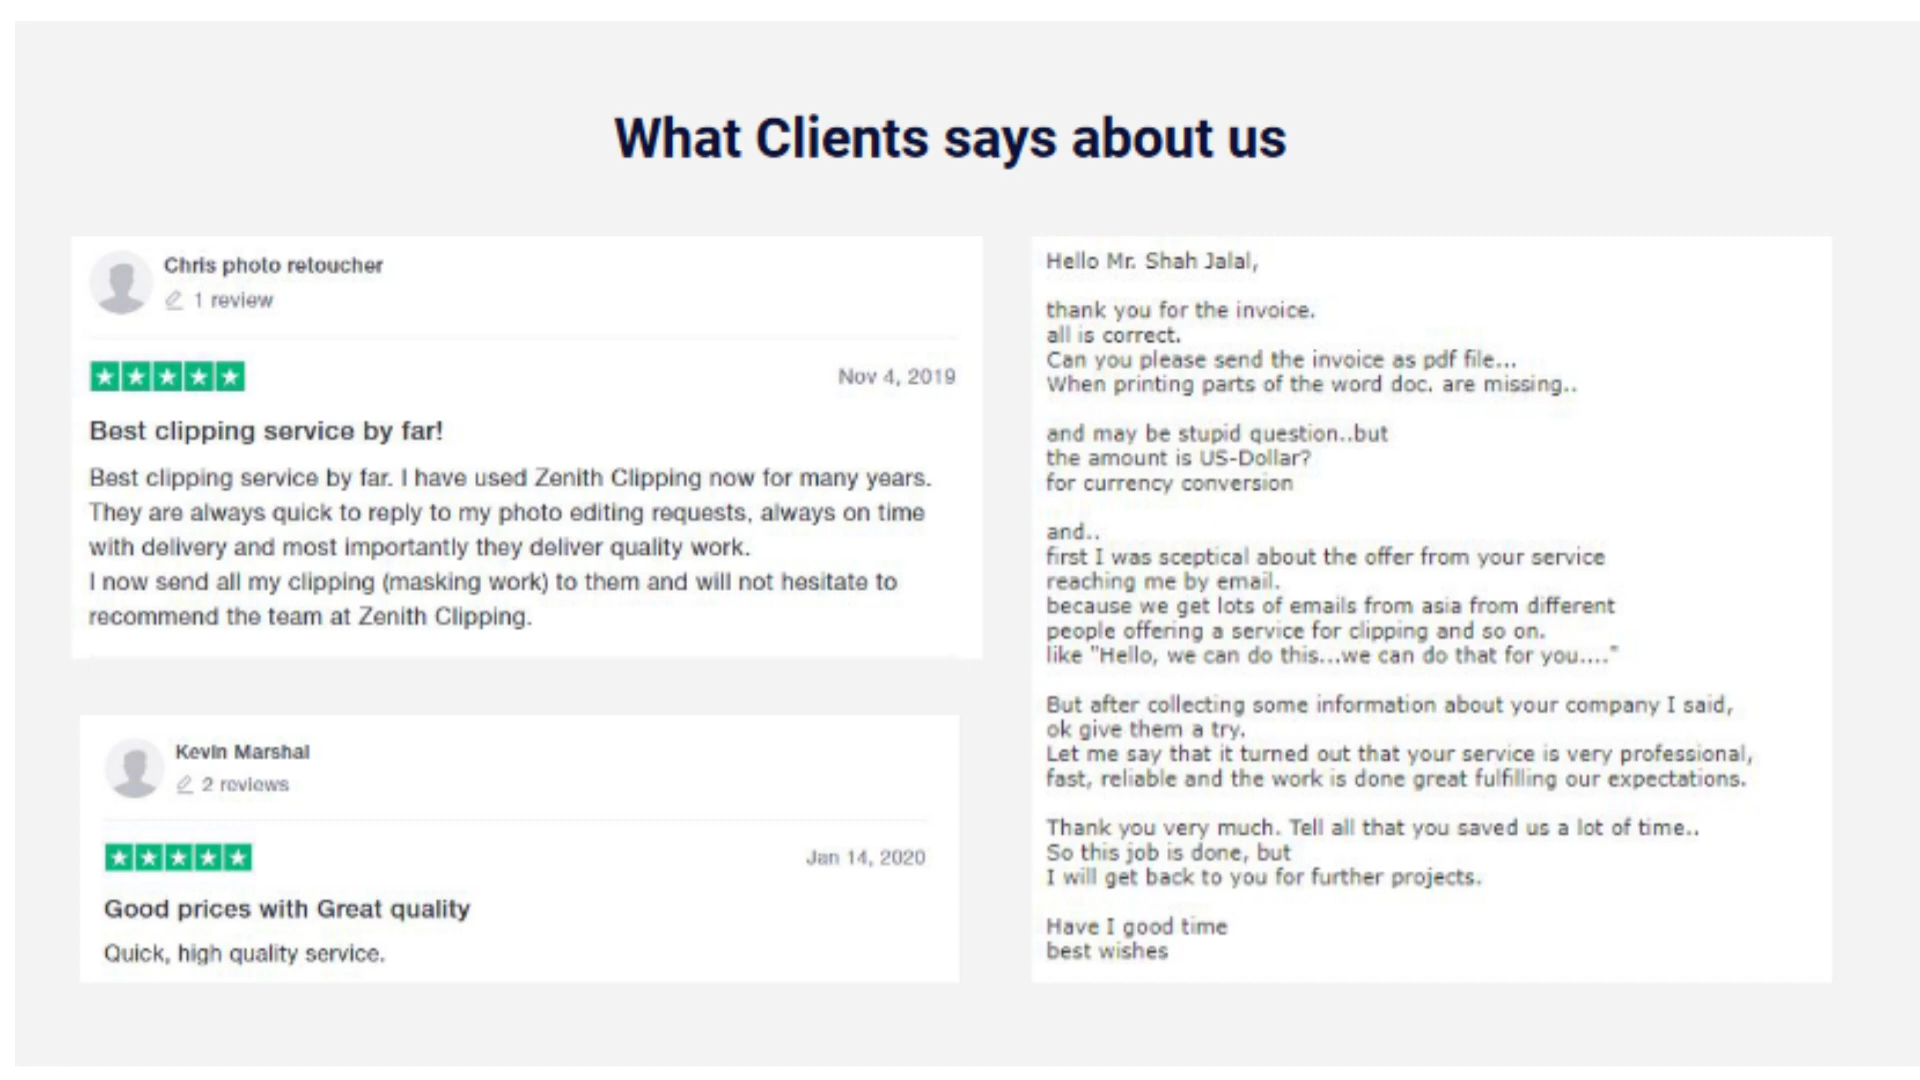 What Clients says about us
Chris photo retoucher
1 review
Nov 4, 2019
Best clipping service by far!
Best clipping service by far. I have used Zenith Clipping now for many years.
They are always quick to reply to my photo editing requests, always on time
with delivery and most importantly they deliver quality work.
I now send all my clipping (masking work) to them and will not hesitate to
recommend the team at Zenith Clipping.
Kevin Marshal
2 reviews
Jan 14, 2020
Good prices with Great quality
Quick, high quality service.
Hello Mr. Shah Jalal,
thank you for the invoice.
all is correct.
Can you please send the invoice as pdf file...
When printing parts of the word doc. are missing..
and may be stupid question..but
the amount is US-Dollar?
for currency conversion
and..
first I was sceptical about the offer from your service
reaching me by email.
because we get lots of emails from asia from different
people offering a service for clipping and so on.
like "Hello, we can do this...we can do that for you...."
But after collecting some information about your company I said,
ok give them a try.
Let me say that it turned out that your service is very professional,
fast, reliable and the work is done great fulfilling our expectations.
Thank you very much. Tell all that you saved us a lot of time..
So this job is done, but
I will get back to you for further projects.
Have I good time
best wishes